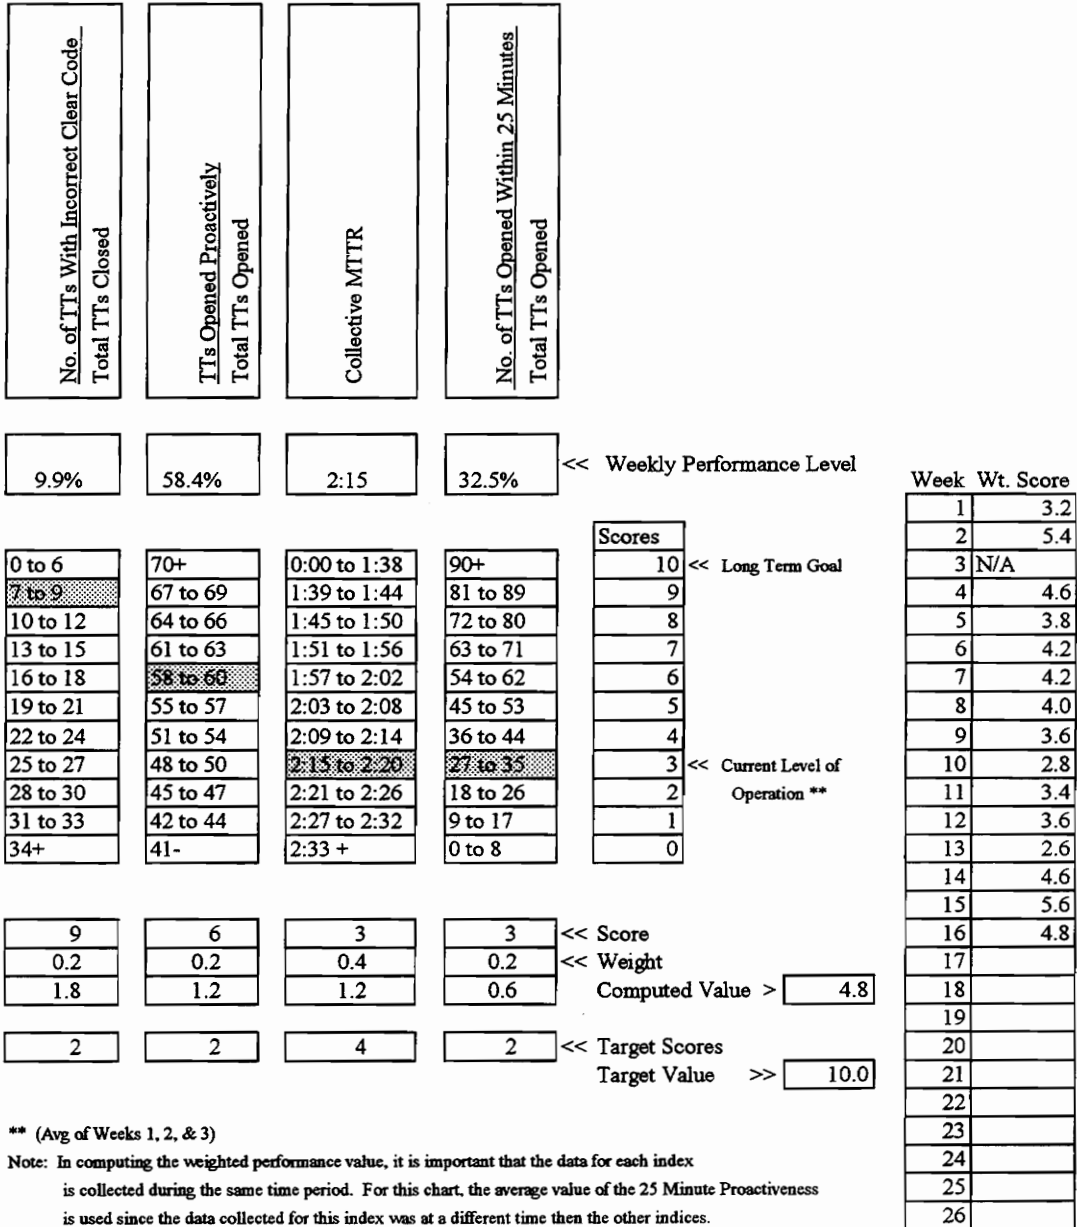 No. of TTs With Incorrect Clear Code
Total TTs Closed
TTs Opened Proactively
Total TTs Opened
Collective MTTR
No. of TTs Opened Within 25 Minutes
Total TTs Opened
9.9% 58.4% 2:15 32.5% << Weekly Performance Level
Scores
0 to 6 70+ 0:00 to 1:38 90+ 10 << Long Term Goal
7 to 9 67 to 69 1:39 to 1:44 81 to 89 9
10 to 12 64 to 66 1:45 to 1:50 72 to 80 8
13 to 15 61 to 63 1:51 to 1:56 63 to 71 7
16 to 18 58 to 60 1:57 to 2:02 54 to 62 6
19 to 21 55 to 57 2:03 to 2:08 45 to 53 5
22 to 24 51 to 54 2:09 to 2:14 36 to 44 4
25 to 27 48 to 50 2:15 to 2:20 27 to 35 3 << Current Level of
28 to 30 45 to 47 2:21 to 2:26 18 to 26 2 Operation **
31 to 33 42 to 44 2:27 to 2:32 9 to 17 1
34+ 41- 2:33 + 0 to 8 0
9 6 3 3 << Score
0.2 0.2 0.4 0.2 << Weight
1.8 1.2 1.2 0.6 Computed Value > 4.8
2 2 4 2 << Target Scores
Target Value >> 10.0
** (Avg of Weeks 1, 2, & 3)
Note: In computing the weighted performance value, it is important that the data for each index
is collected during the same time period. For this chart, the average value of the 25 Minute Proactiveness
is used since the data collected for this index was at a different time then the other indices.
Week Wt. Score
1 3.2
2 5.4
3 N/A
4 4.6
5 3.8
6 4.2
7 4.2
8 4.0
9 3.6
10 2.8
11 3.4
12 3.6
13 2.6
14 4.6
15 5.6
16 4.8
17
18
19
20
21
22
23
24
25
26